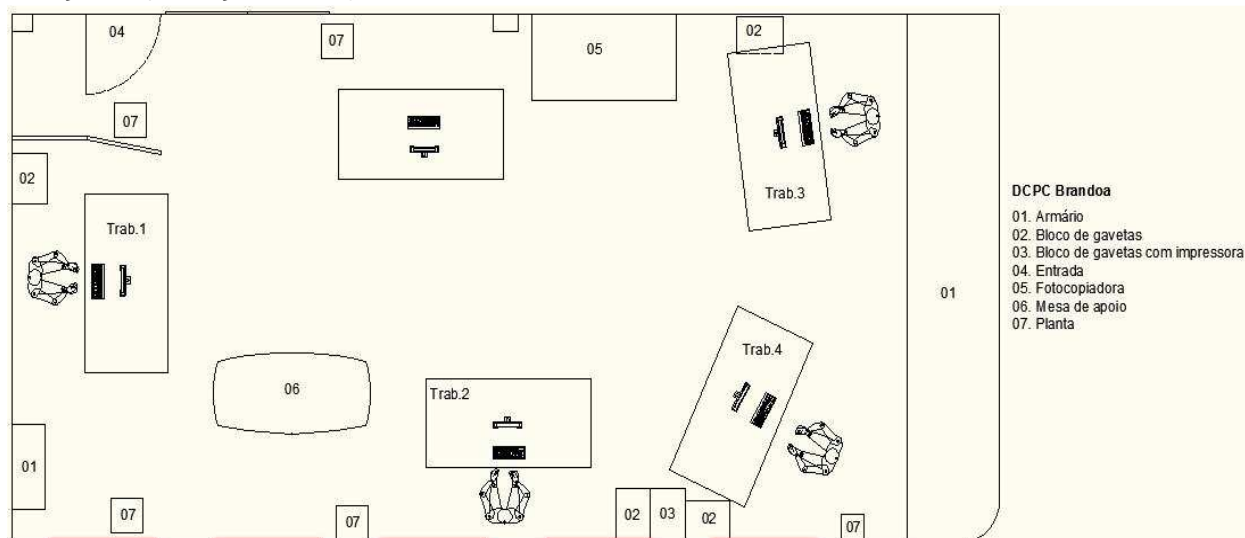 04
07
05
02
07
02
Trab.1
Trab.3
01
Trab.4
06
Trab.2
01
07
07
02
03
02
07
DCPC Brandoa
01. Armário
02. Bloco de gavetas
03. Bloco de gavetas com impressora
04. Entrada
05. Fotocopiadora
06. Mesa de apoio
07. Planta